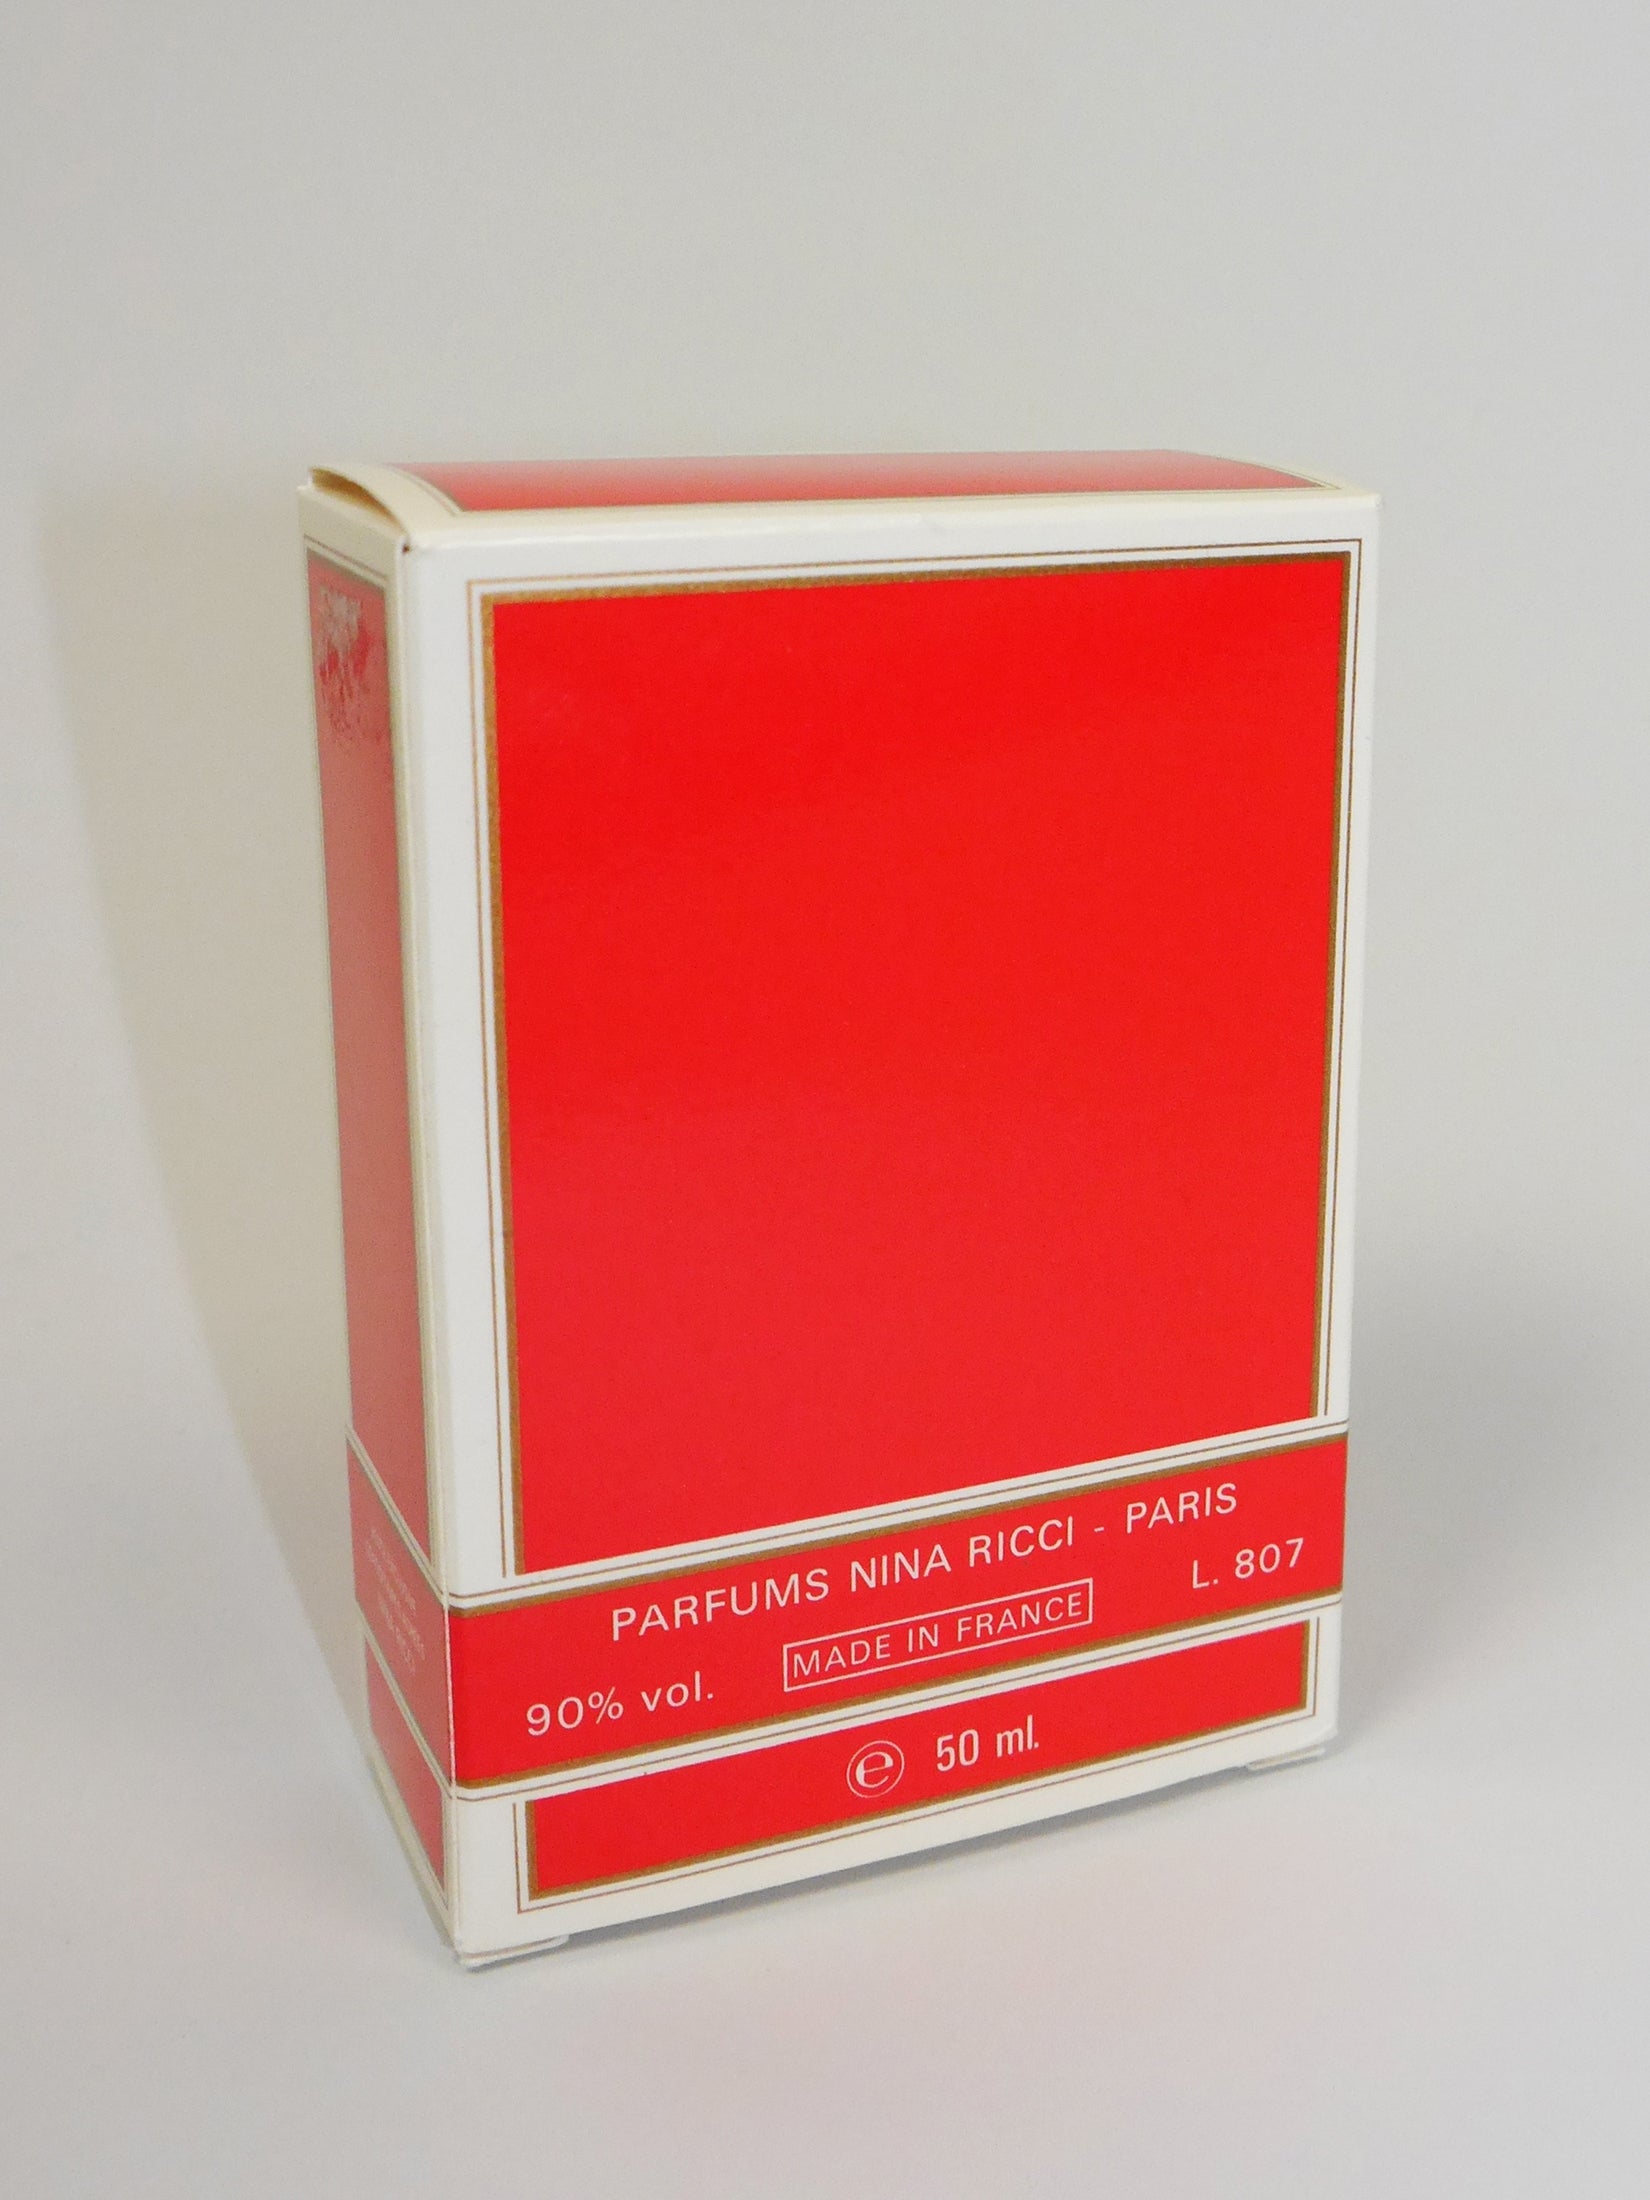 PARFUMS NINA RICCI - PARIS
MADE IN FRANCE
L. 807
90% vol.
e 50 ml.